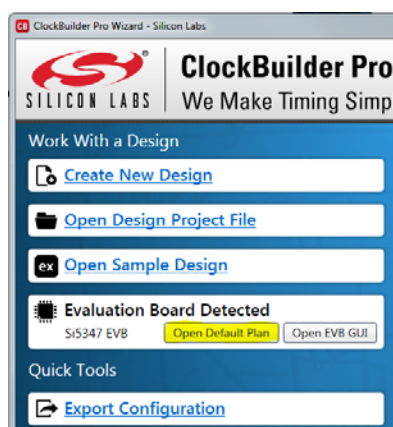 CB ClockBuilder Pro Wizard - Silicon Labs
SILICON LABS
ClockBuilder Pro
We Make Timing Simp
Work With a Design
Create New Design
Open Design Project File
ex Open Sample Design
Evaluation Board Detected
Si5347 EVB Open Default Plan Open EVB GUI
Quick Tools
Export Configuration